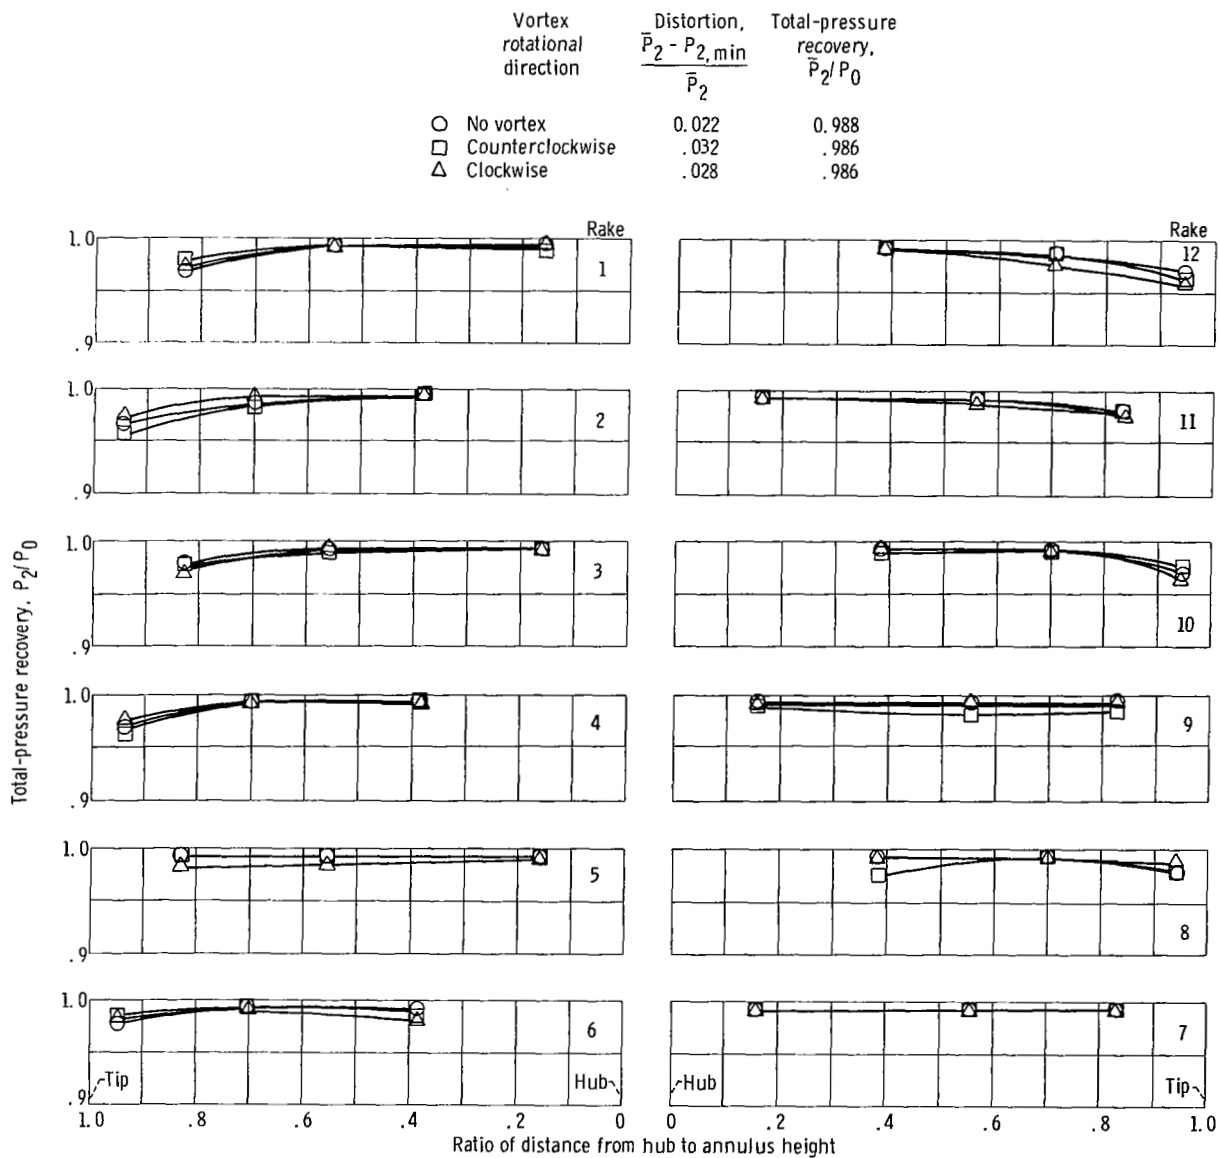 Vortex rotational direction
Distortion,
P̄2 - P2, min
P̄2
Total-pressure recovery,
P̄2/P0
○ No vortex 0.022 0.988
□ Counterclockwise .032 .986
△ Clockwise .028 .986
Rake
Rake
1.0
.9
1
12
1.0
.9
2
11
1.0
.9
3
10
1.0
.9
4
9
1.0
.9
5
8
1.0
.9
6
7
Tip
Hub
Hub
Tip
1.0 .8 .6 .4 .2 0
0 .2 .4 .6 .8 1.0
Ratio of distance from hub to annulus height
Total-pressure recovery, P2/P0